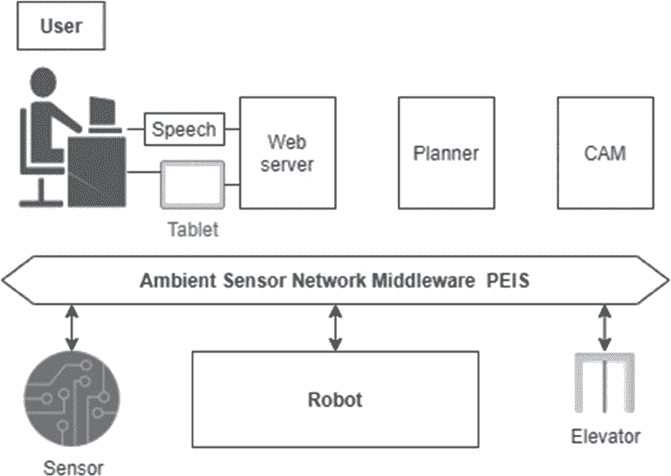 User
Speech
Web
server
Planner
CAM
Tablet
Ambient Sensor Network Middleware PEIS
Robot
Sensor
Elevator